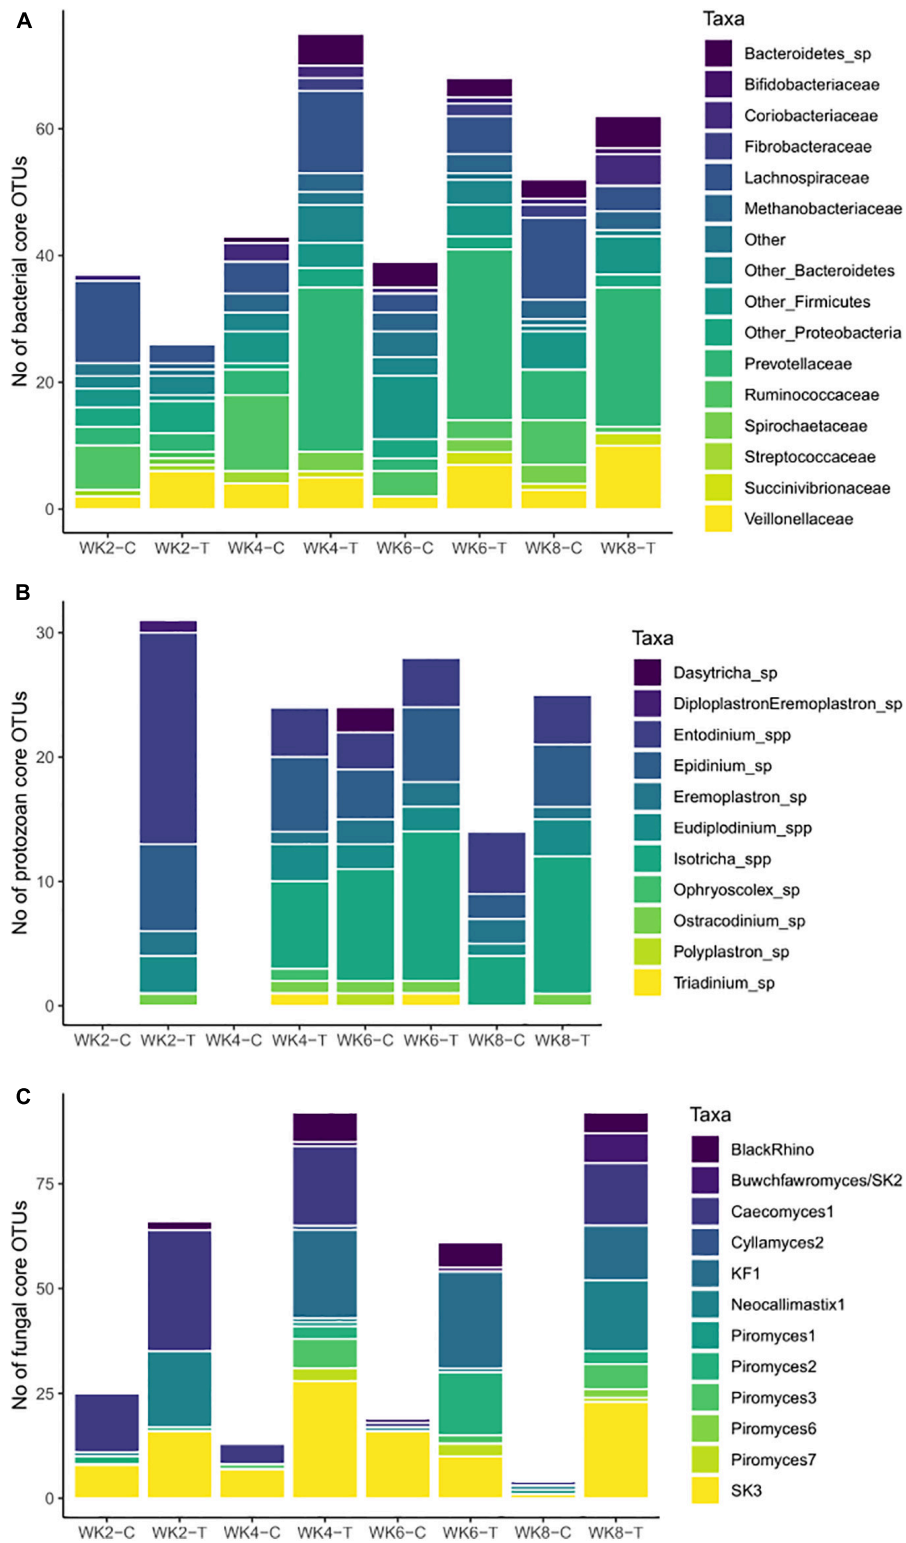 A
Taxa
Bacteroidetes_sp
Bifidobacteriaceae
Coriobacteriaceae
Fibrobacteraceae
Lachnospiraceae
Methanobacteriaceae
Other
Other_Bacteroidetes
Other_Firmicutes
Other_Proteobacteria
Prevotellaceae
Ruminococcaceae
Spirochaetaceae
Streptococcaceae
Succinivibrionaceae
Veillonellaceae
No of bacterial core OTUs
60
40
20
0
WK2-C WK2-T WK4-C WK4-T WK6-C WK6-T WK8-C WK8-T
B
Taxa
Dasytricha_sp
DiploplastronEremoplastron_sp
Entodinium_spp
Epidinium_sp
Eremoplastron_sp
Eudiplodinium_spp
Isotricha_spp
Ophryoscolex_sp
Ostracodinium_sp
Polyplastron_sp
Triadinium_sp
No of protozoan core OTUs
30
20
10
0
WK2-C WK2-T WK4-C WK4-T WK6-C WK6-T WK8-C WK8-T
C
Taxa
BlackRhino
Buwchfawromyces/SK2
Caecomyces1
Cyllamyces2
KF1
Neocallimastix1
Piromyces1
Piromyces2
Piromyces3
Piromyces6
Piromyces7
SK3
No of fungal core OTUs
75
50
25
0
WK2-C WK2-T WK4-C WK4-T WK6-C WK6-T WK8-C WK8-T